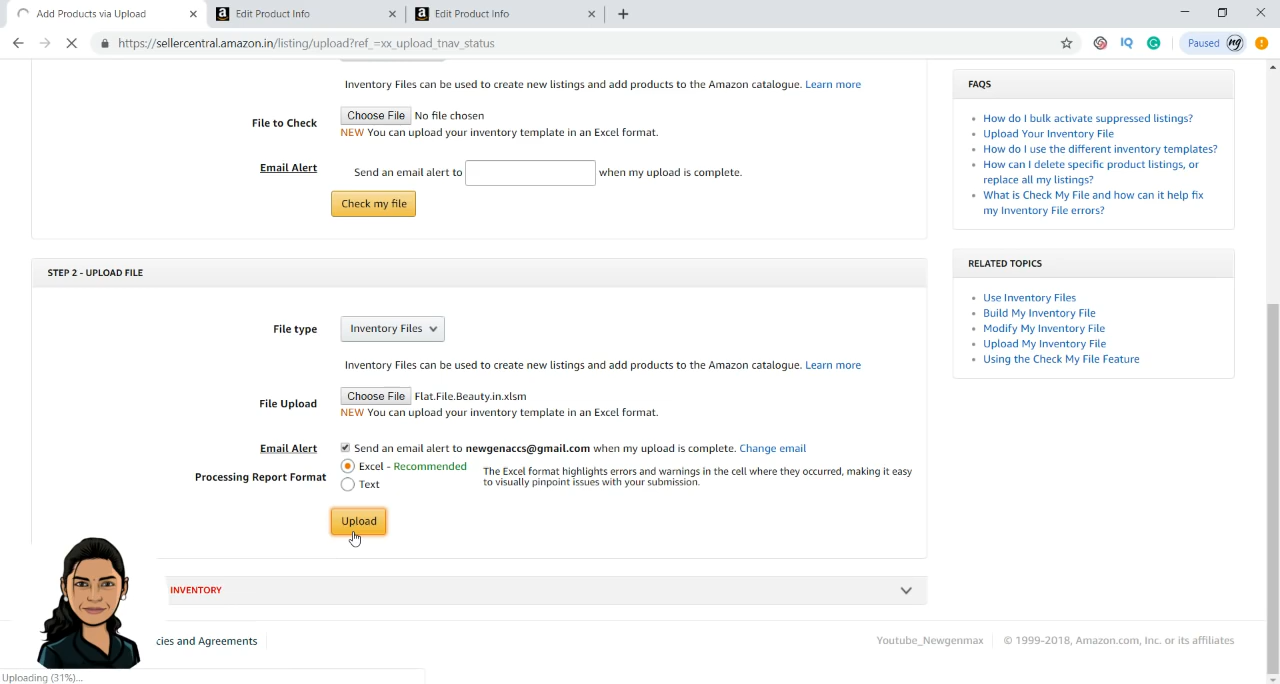 Add Products via Upload
Edit Product Info
Edit Product Info
https://sellercentral.amazon.in/listing/upload?ref_=xx_upload_tnav_status
IQ
Paused
ng
Inventory Files can be used to create new listings and add products to the Amazon catalogue. Learn more
File to Check
Choose File No file chosen
NEW You can upload your inventory template in an Excel format.
Email Alert
Send an email alert to when my upload is complete.
Check my file
STEP 2 - UPLOAD FILE
File type
Inventory Files
Inventory Files can be used to create new listings and add products to the Amazon catalogue. Learn more
File Upload
Choose File Flat.File.Beauty.in.xlsm
NEW You can upload your inventory template in an Excel format.
Email Alert
Send an email alert to newgenaccs@gmail.com when my upload is complete. Change email
Processing Report Format
Excel - Recommended
Text
The Excel format highlights errors and warnings in the cell where they occurred, making it easy
to visually pinpoint issues with your submission.
Upload
INVENTORY
FAQS
How do I bulk activate suppressed listings?
Upload Your Inventory File
How do I use the different inventory templates?
How can I delete specific product listings, or
replace all my listings?
What is Check My File and how can it help fix
my Inventory File errors?
RELATED TOPICS
Use Inventory Files
Build My Inventory File
Modify My Inventory File
Upload My Inventory File
Using the Check My File Feature
cies and Agreements
Youtube_Newgenmax
© 1999-2018, Amazon.com, Inc. or its affiliates
Uploading (31%)...